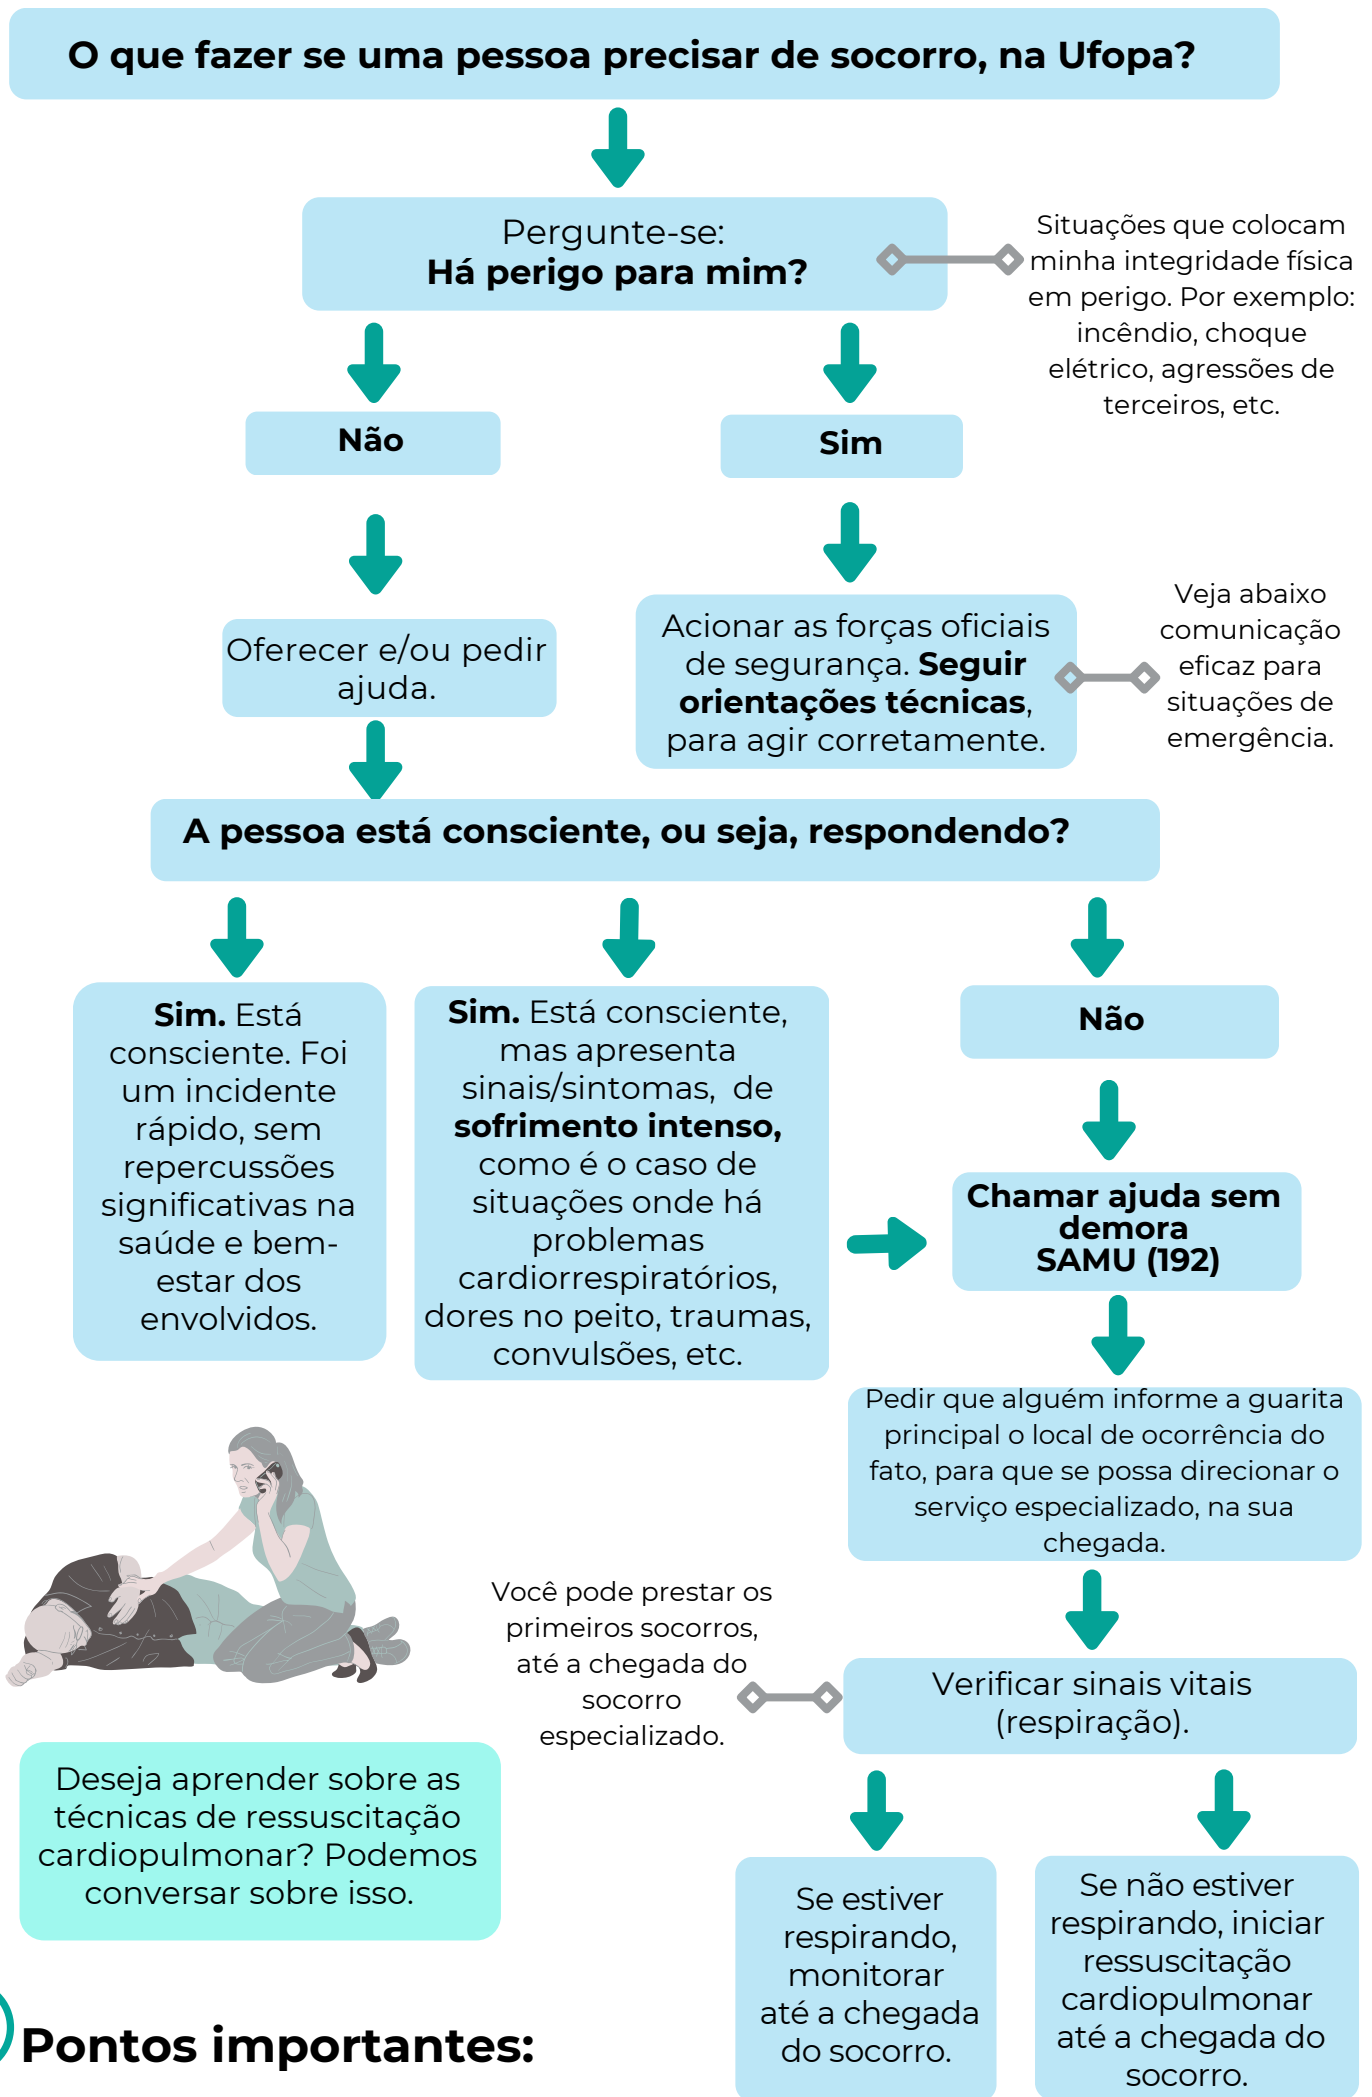 O que fazer se uma pessoa precisar de socorro, na Ufopa?
Pergunte-se:
Há perigo para mim?
Situações que colocam
minha integridade física
em perigo. Por exemplo:
incêndio, choque
elétrico, agressões de
terceiros, etc.
Não
Sim
Oferecer e/ou pedir
ajuda.
Acionar as forças oficiais
de segurança. Seguir
orientações técnicas,
para agir corretamente.
Veja abaixo
comunicação
eficaz para
situações de
emergência.
A pessoa está consciente, ou seja, respondendo?
Sim. Está
consciente. Foi
um incidente
rápido, sem
repercussões
significativas na
saúde e bem-
estar dos
envolvidos.
Sim. Está consciente,
mas apresenta
sinais/sintomas, de
sofrimento intenso,
como é o caso de
situações onde há
problemas
cardiorrespiratórios,
dores no peito, traumas,
convulsões, etc.
Não
Chamar ajuda sem
demora
SAMU (192)
Pedir que alguém informe a guarita
principal o local de ocorrência do
fato, para que se possa direcionar o
serviço especializado, na sua
chegada.
Você pode prestar os
primeiros socorros,
até a chegada do
socorro
especializado.
Verificar sinais vitais
(respiração).
Deseja aprender sobre as
técnicas de ressuscitação
cardiopulmonar? Podemos
conversar sobre isso.
Se estiver
respirando,
monitorar
até a chegada
do socorro.
Se não estiver
respirando, iniciar
ressuscitação
cardiopulmonar
até a chegada do
socorro.
Pontos importantes: